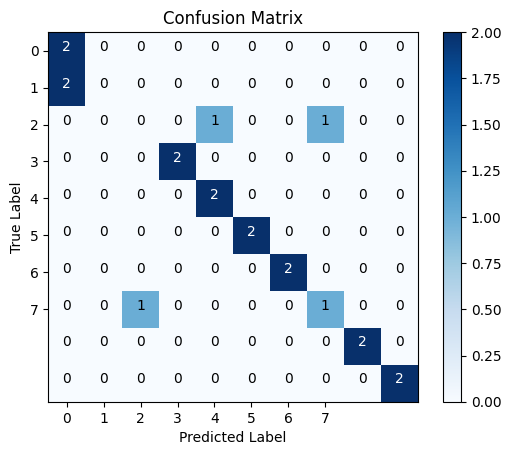 Confusion Matrix
0 2 0 0 0 0 0 0 0 0 0 2.00
1 2 0 0 0 0 0 0 0 0 0 1.75
2 0 0 0 0 1 0 0 1 0 0 1.50
3 0 0 0 2 0 0 0 0 0 0
4 0 0 0 0 2 0 0 0 0 0 1.25
True Label
5 0 0 0 0 0 2 0 0 0 0 1.00
6 0 0 0 0 0 0 2 0 0 0 0.75
7 0 0 1 0 0 0 0 1 0 0 0.50
0 0 0 0 0 0 0 0 2 0 0.25
0 0 0 0 0 0 0 0 0 2 0.00
0 1 2 3 4 5 6 7
Predicted Label